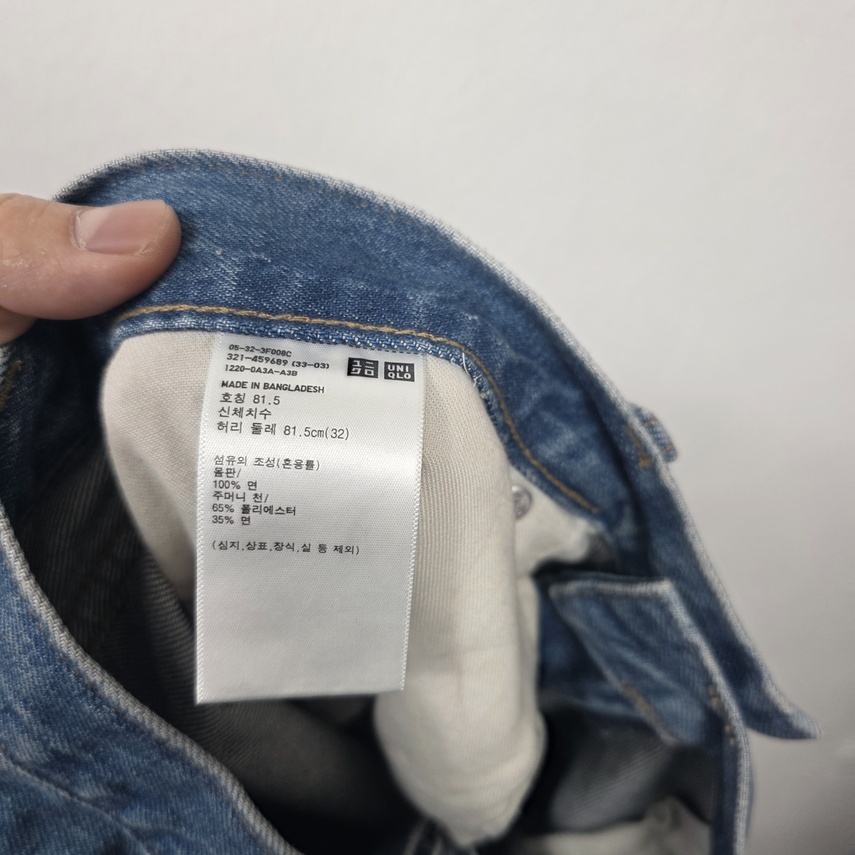 05-32-3F008C
321-459689 (33-03)
1220-0A3A-A3B
ユニ
クロ
UNI
QLO
MADE IN BANGLADESH
호칭 81.5
신체치수
허리 둘레 81.5cm(32)
섬유의 조성(혼용률)
몸판/
100% 면
주머니 천/
65% 폴리에스터
35% 면
(심지,상표,장식,실 등 제외)